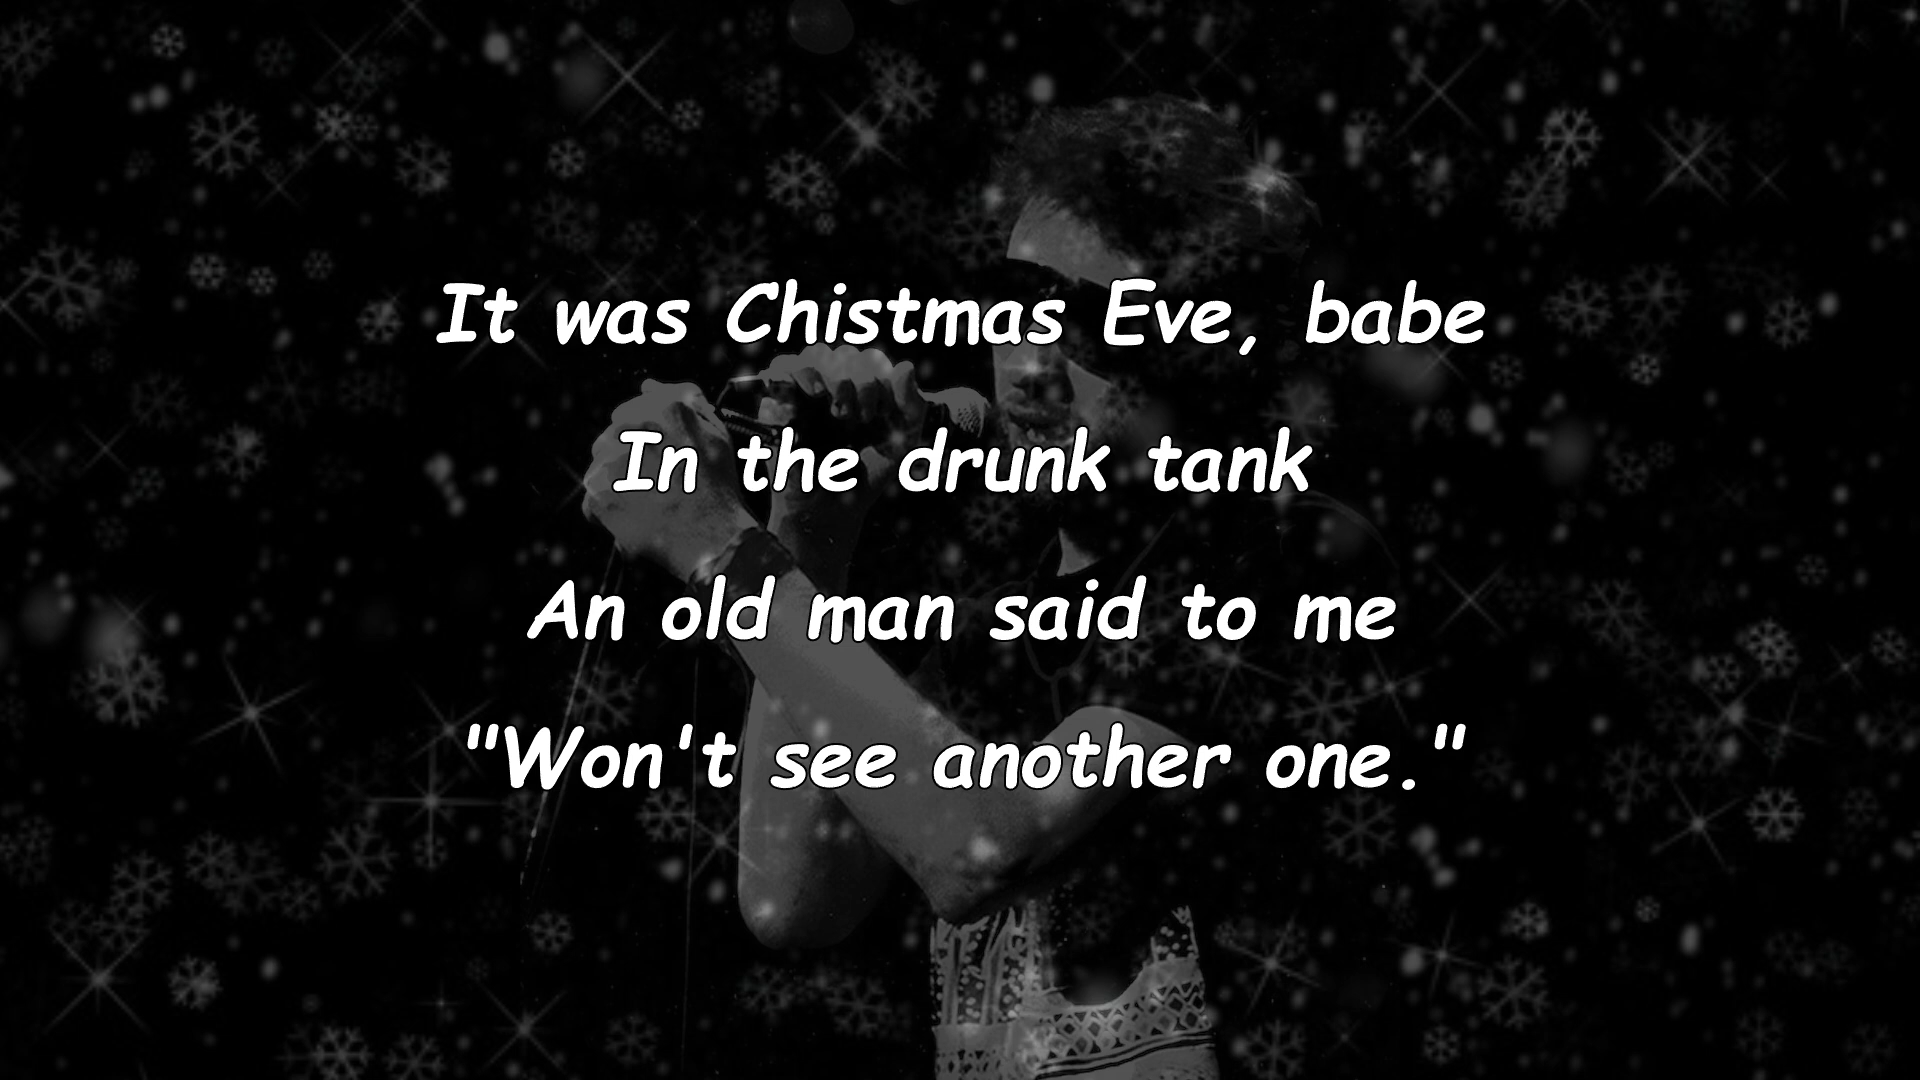 It was Chistmas Eve, babe
In the drunk tank
An old man said to me
"Won't see another one."